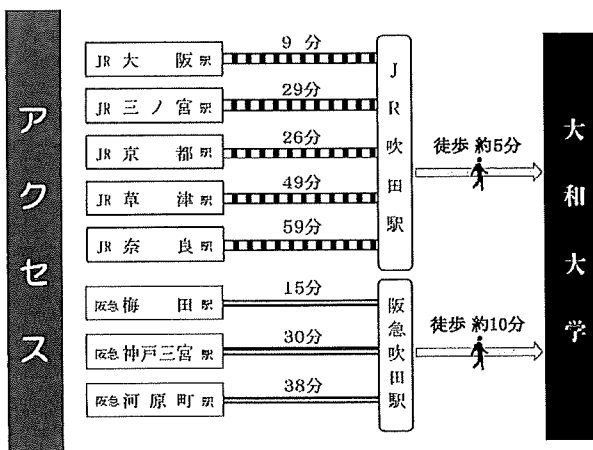 アクセス
JR 大阪駅
9 分
JR 三ノ宮駅
29分
JR 京都駅
26分
JR 草津駅
49分
JR 奈良駅
59分
JR吹田駅
徒歩 約5分
阪急梅田駅
15分
阪急神戸三宮駅
30分
阪急河原町駅
38分
阪急吹田駅
徒歩 約10分
大和大学